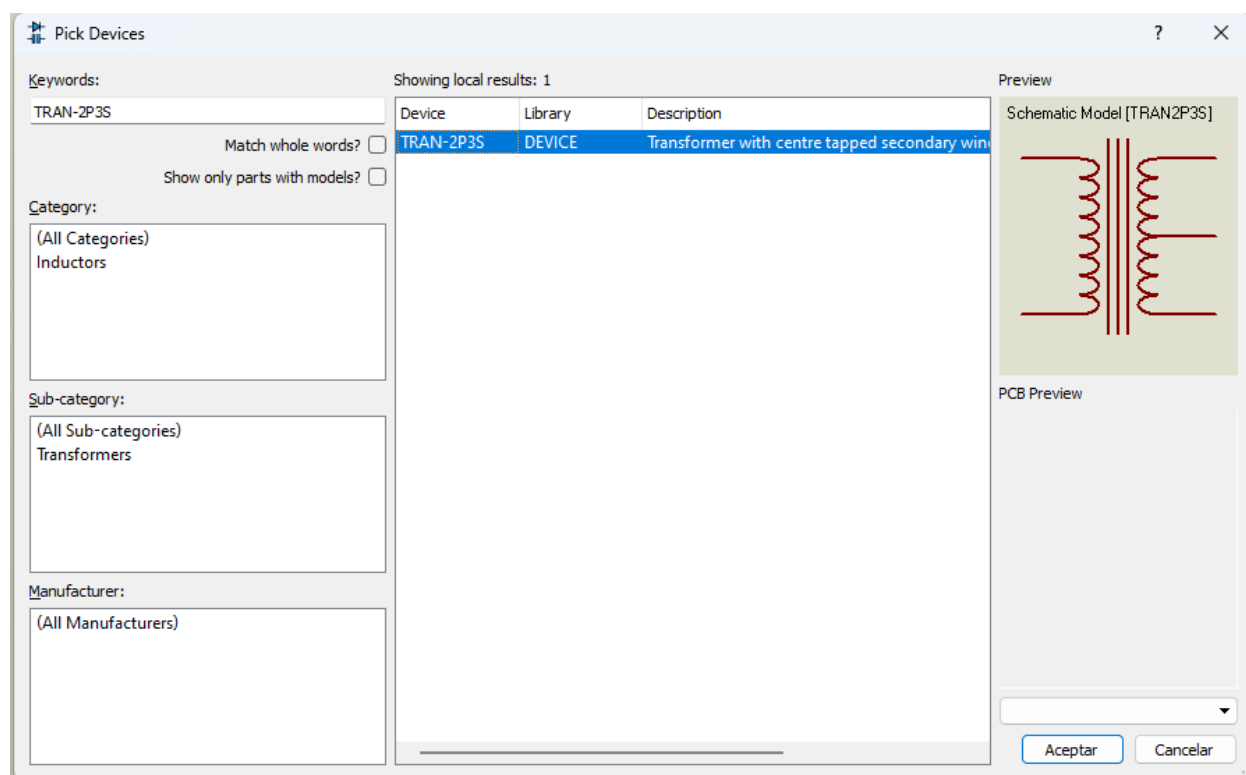 Pick Devices
?
Keywords:
TRAN-2P3S
Match whole words?
Show only parts with models?
Category:
(All Categories)
Inductors
Sub-category:
(All Sub-categories)
Transformers
Manufacturer:
(All Manufacturers)
Showing local results: 1
Device Library Description
TRAN-2P3S DEVICE Transformer with centre tapped secondary win
Preview
Schematic Model [TRAN2P3S]
PCB Preview
Aceptar Cancelar